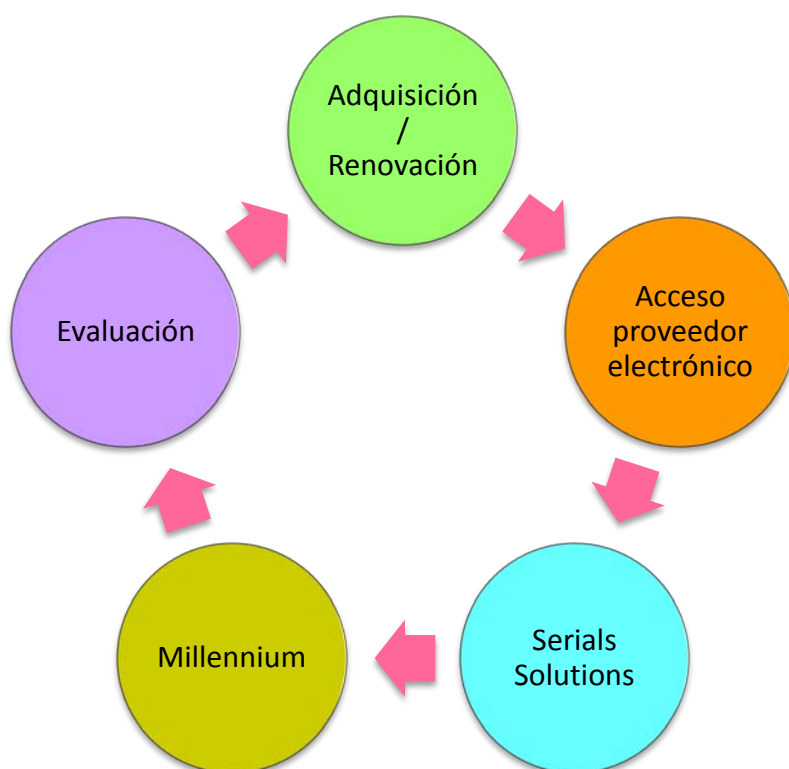 Adquisición
/
Renovación
Acceso
proveedor
electrónico
Serials
Solutions
Millennium
Evaluación